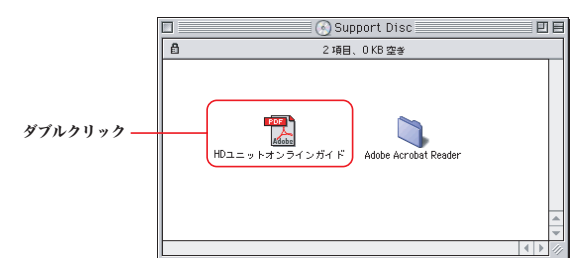 Support Disc
2 項目、0 KB 空き
ダブルクリック
PDF
Adobe
HDユニットオンラインガイド
Adobe Acrobat Reader